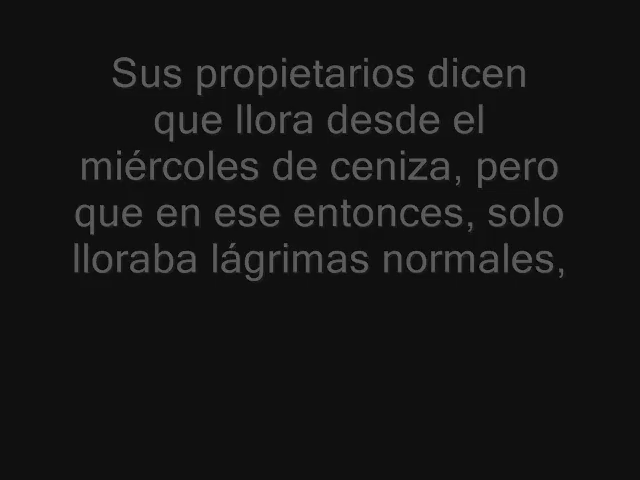 Sus propietarios dicen
que llora desde el
miércoles de ceniza, pero
que en ese entonces, solo
lloraba lágrimas normales,